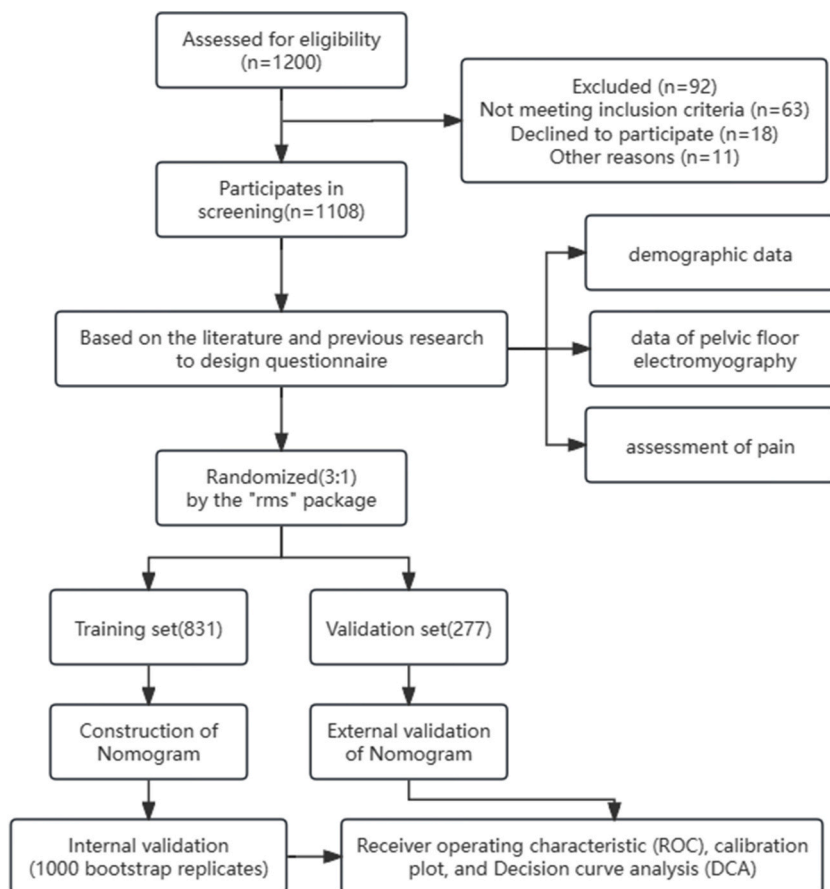 Assessed for eligibility
(n=1200)
Excluded (n=92)
Not meeting inclusion criteria (n=63)
Declined to participate (n=18)
Other reasons (n=11)
Participates in
screening(n=1108)
demographic data
Based on the literature and previous research
to design questionnaire
data of pelvic floor
electromyography
assessment of pain
Randomized(3:1)
by the "rms" package
Training set(831)
Validation set(277)
Construction of
Nomogram
External validation
of Nomogram
Internal validation
(1000 bootstrap replicates)
Receiver operating characteristic (ROC), calibration
plot, and Decision curve analysis (DCA)